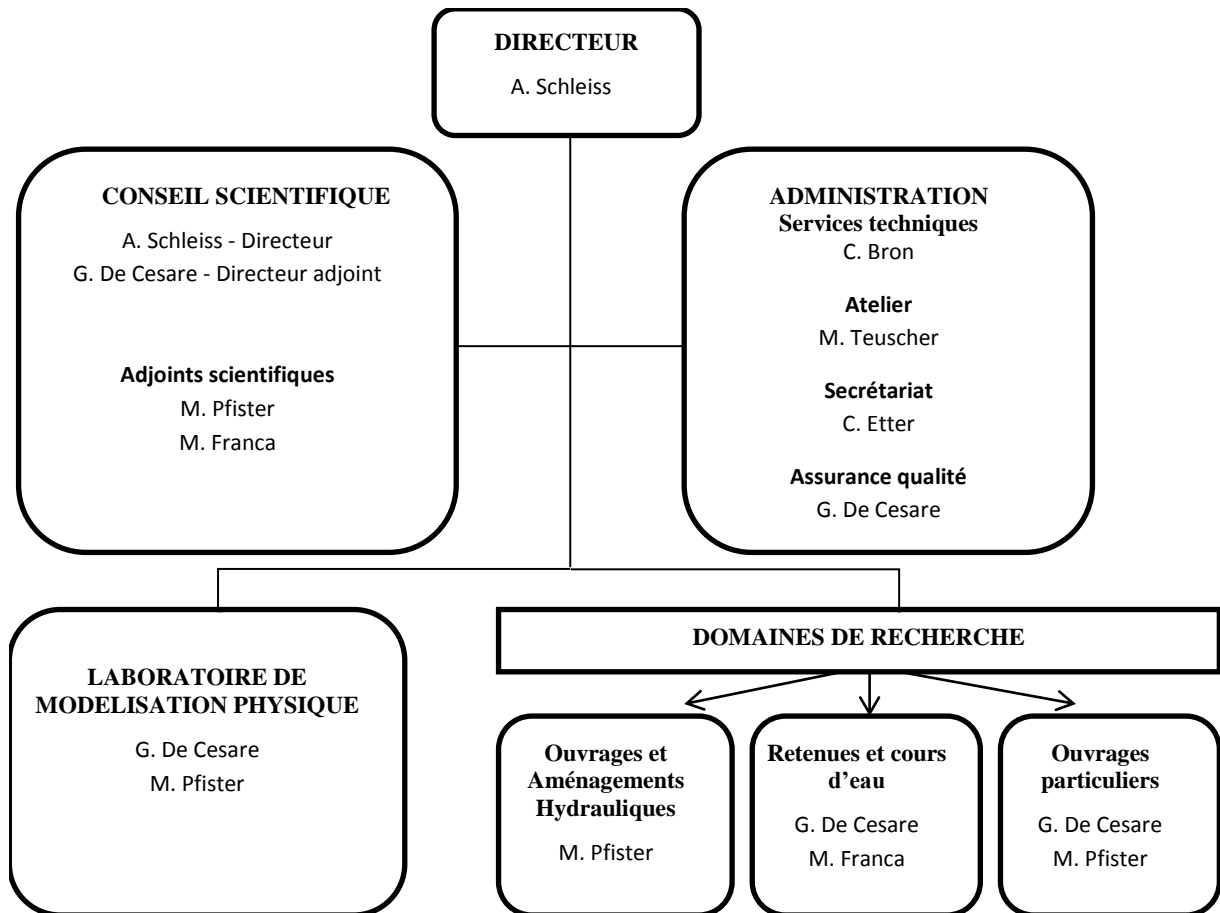 DIRECTEUR
A. Schleiss
CONSEIL SCIENTIFIQUE
A. Schleiss - Directeur
G. De Cesare - Directeur adjoint
Adjoints scientifiques
M. Pfister
M. Franca
ADMINISTRATION
Services techniques
C. Bron
Atelier
M. Teuscher
Secrétariat
C. Etter
Assurance qualité
G. De Cesare
LABORATOIRE DE
MODELISATION PHYSIQUE
G. De Cesare
M. Pfister
DOMAINES DE RECHERCHE
Ouvrages et
Aménagements
Hydrauliques
M. Pfister
Retenues et cours
d’eau
G. De Cesare
M. Franca
Ouvrages
particuliers
G. De Cesare
M. Pfister